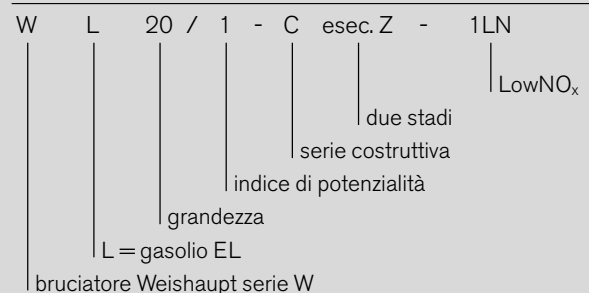 W L 20 / 1 - C esec. Z - 1LN
LowNOx
due stadi
serie costruttiva
indice di potenzialità
grandezza
L = gasolio EL
bruciatore Weishaupt serie W